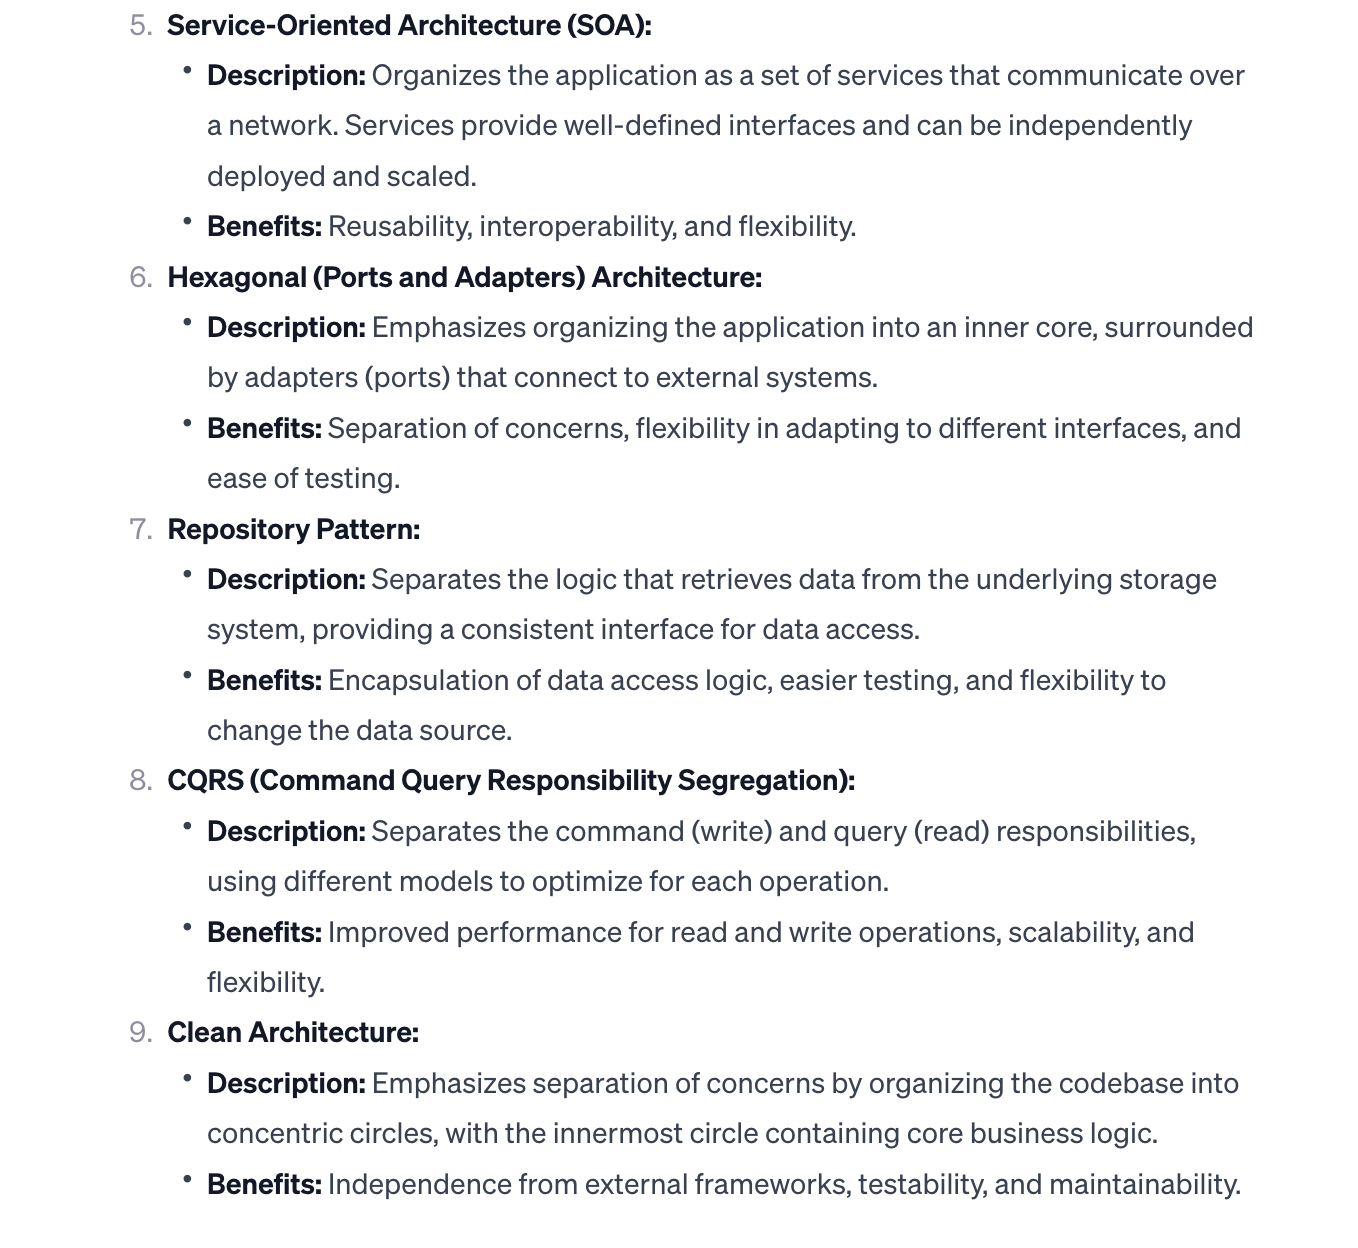 5. Service-Oriented Architecture (SOA):
• Description: Organizes the application as a set of services that communicate over
a network. Services provide well-defined interfaces and can be independently
deployed and scaled.
• Benefits: Reusability, interoperability, and flexibility.
6. Hexagonal (Ports and Adapters) Architecture:
• Description: Emphasizes organizing the application into an inner core, surrounded
by adapters (ports) that connect to external systems.
• Benefits: Separation of concerns, flexibility in adapting to different interfaces, and
ease of testing.
7. Repository Pattern:
• Description: Separates the logic that retrieves data from the underlying storage
system, providing a consistent interface for data access.
• Benefits: Encapsulation of data access logic, easier testing, and flexibility to
change the data source.
8. CQRS (Command Query Responsibility Segregation):
• Description: Separates the command (write) and query (read) responsibilities,
using different models to optimize for each operation.
• Benefits: Improved performance for read and write operations, scalability, and
flexibility.
9. Clean Architecture:
• Description: Emphasizes separation of concerns by organizing the codebase into
concentric circles, with the innermost circle containing core business logic.
• Benefits: Independence from external frameworks, testability, and maintainability.